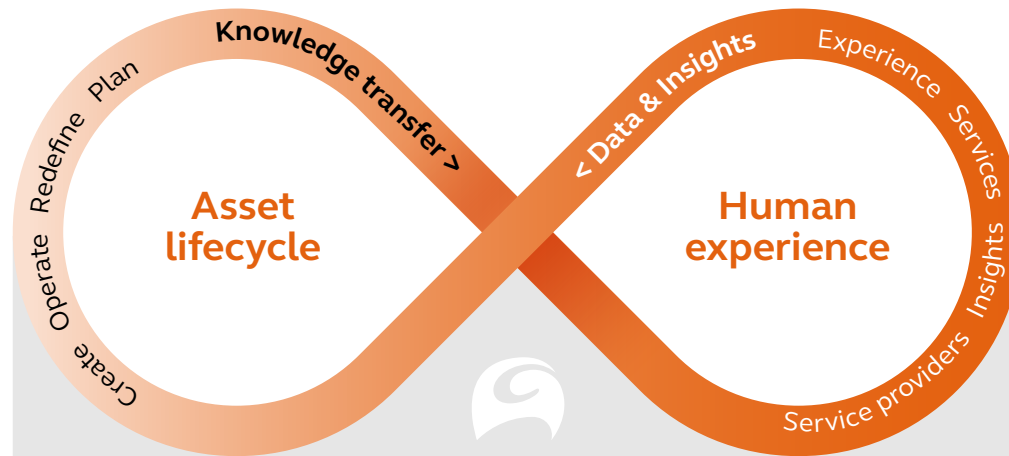 Knowledge transfer >
< Data & Insights
Plan
Redefine
Operate
Create
Asset
lifecycle
Human
experience
Experience
Services
Insights
Service providers